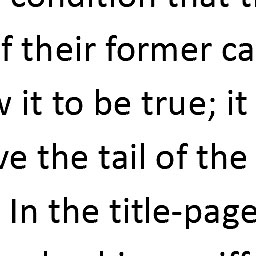 condition that
f their former ca
it to be true; it
ve the tail of the
In the title-page